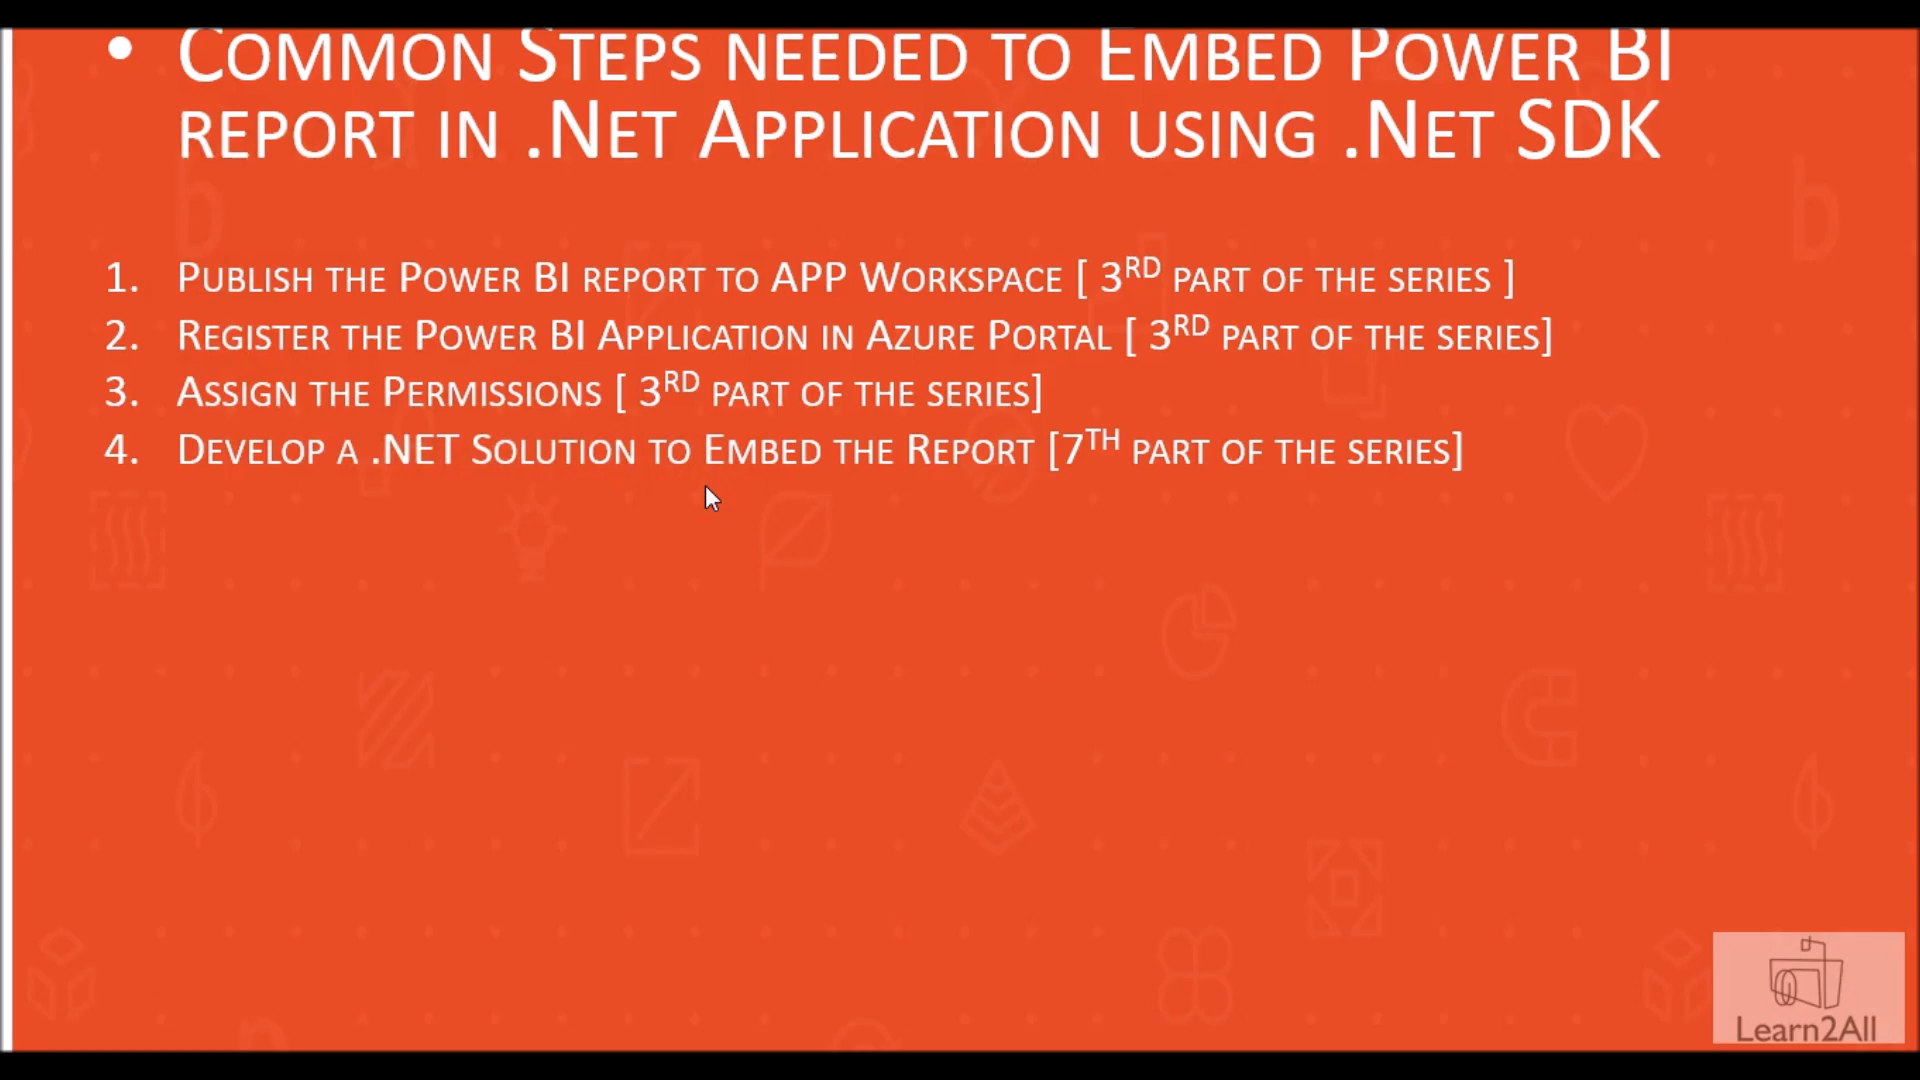 • Common Steps needed to Embed Power BI
report in .Net Application using .Net SDK
1. Publish the Power BI report to APP Workspace [ 3rd part of the series ]
2. Register the Power BI Application in Azure Portal [ 3rd part of the series]
3. Assign the Permissions [ 3rd part of the series]
4. Develop a .NET Solution to Embed the Report [7th part of the series]
Learn2All